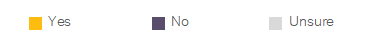 Yes No Unsure